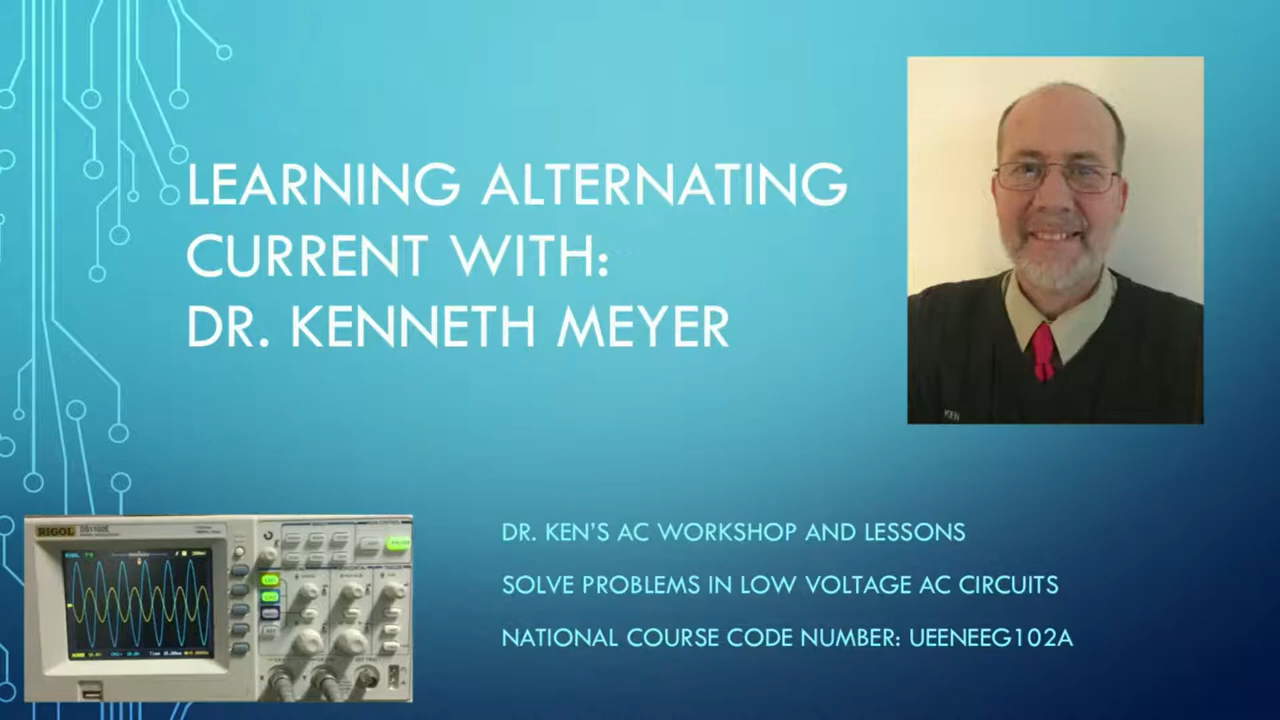 LEARNING ALTERNATING
CURRENT WITH:
DR. KENNETH MEYER
KEN
RIGOL
DR. KEN'S AC WORKSHOP AND LESSONS
SOLVE PROBLEMS IN LOW VOLTAGE AC CIRCUITS
NATIONAL COURSE CODE NUMBER: UEENEEG102A